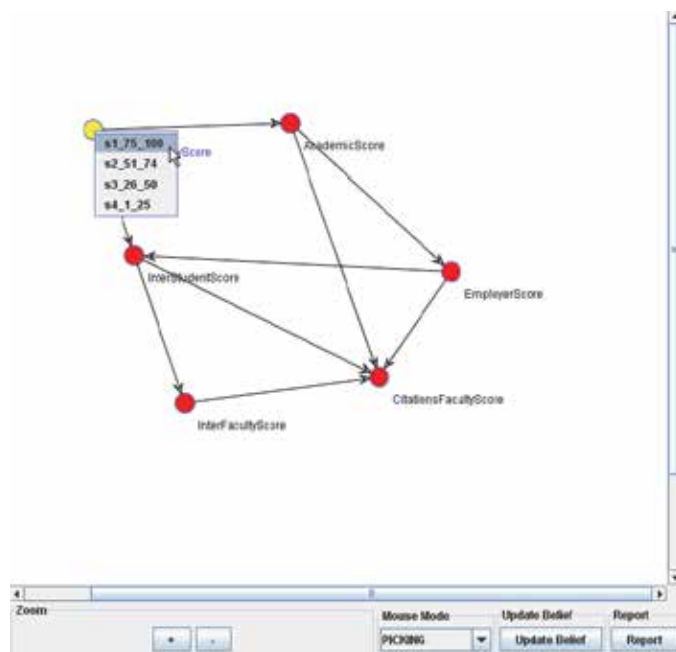 s1_75_100
Score
s2_51_74
s3_26_50
s4_1_25
AcademicScore
InterStudentScore
EmployerScore
CitationsFacultyScore
InterFacultyScore
Zoom
+ -
Mouse Mode
PICKING
Update Belief
Update Belief
Report
Report